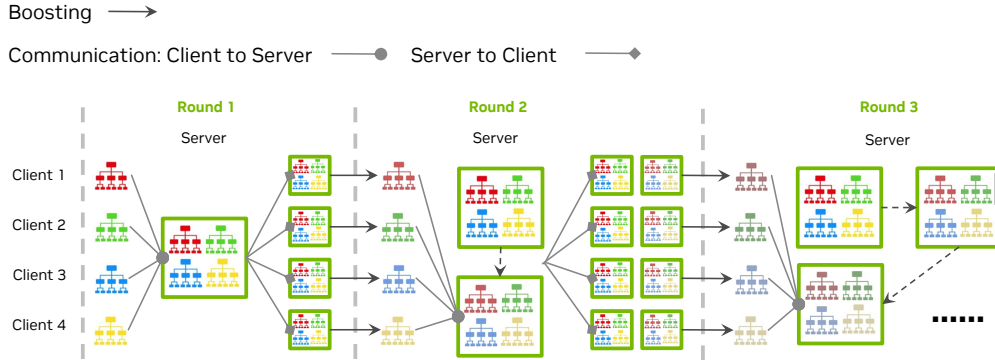 Boosting
Communication: Client to Server
Server to Client
Round 1
Round 2
Round 3
Server
Server
Server
Client 1
Client 2
Client 3
Client 4
......